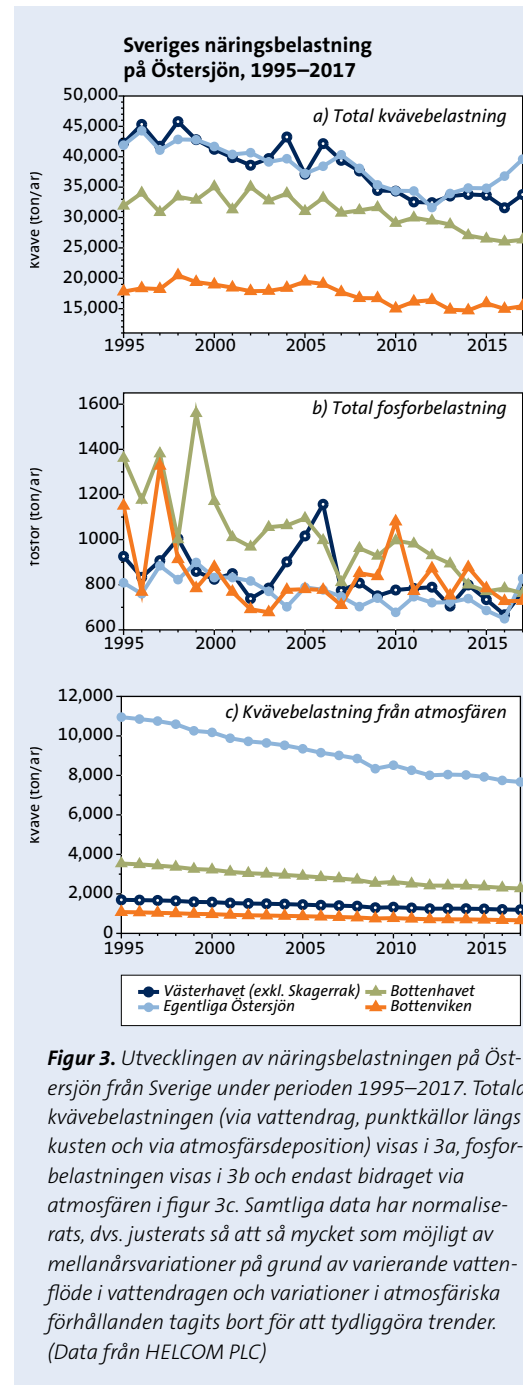 Sveriges näringsbelastning
på Östersjön, 1995–2017
a) Total kvävebelastning
50,000
45,000
40,000
35,000
30,000
25,000
20,000
15,000
Kväve (ton/år)
1995 2000 2005 2010 2015
b) Total fosforbelastning
1600
1400
1200
1000
800
600
fosfor (ton/år)
1995 2000 2005 2010 2015
c) Kvävebelastning från atmosfären
12,000
10,000
8,000
6,000
4,000
2,000
0
Kväve (ton/år)
1995 2000 2005 2010 2015
Västerhavet (exkl. Skagerrak) Bottenhavet
Egentliga Östersjön Bottenviken
Figur 3. Utvecklingen av näringsbelastningen på Öst-
ersjön från Sverige under perioden 1995–2017. Totala
kvävebelastningen (via vattendrag, punktkällor längs
kusten och via atmosfärsdeposition) visas i 3a, fosfor-
belastningen visas i 3b och endast bidraget via
atmosfären i figur 3c. Samtliga data har normalise-
rats, dvs. justerats så att så mycket som möjligt av
mellanårsvariationer på grund av varierande vatten-
flöde i vattendragen och variationer i atmosfäriska
förhållanden tagits bort för att tydliggöra trender.
(Data från HELCOM PLC)